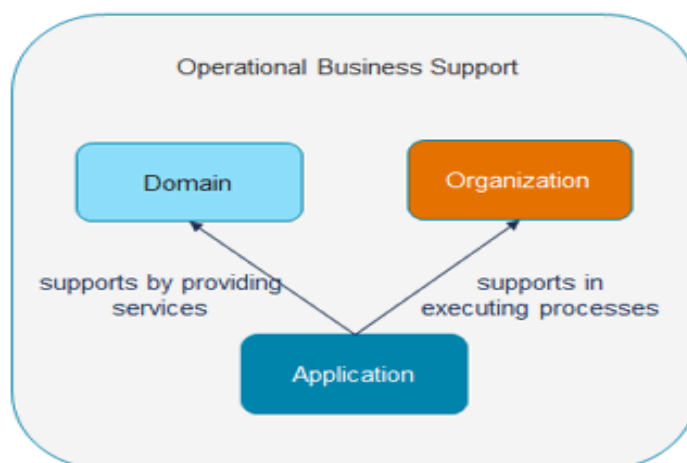 Operational Business Support
Domain
Organization
supports by providing
services
supports in
executing processes
Application